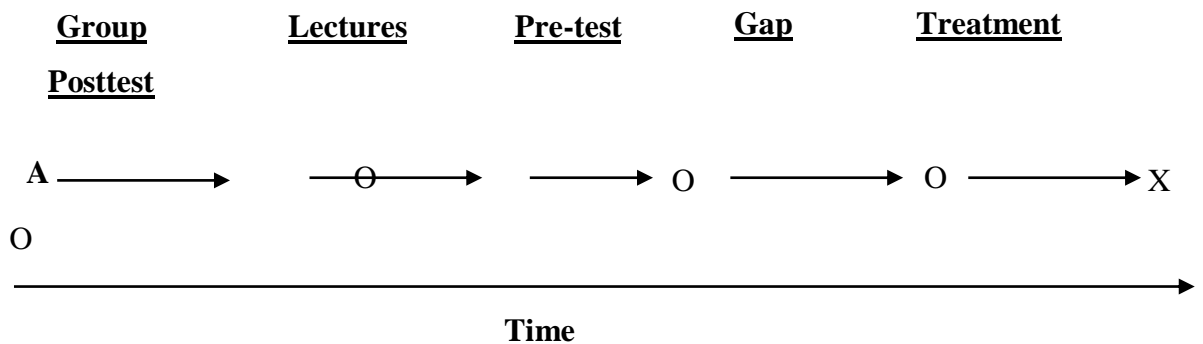 Group Lectures Pre-test Gap Treatment
Posttest
A O O O X
O
Time